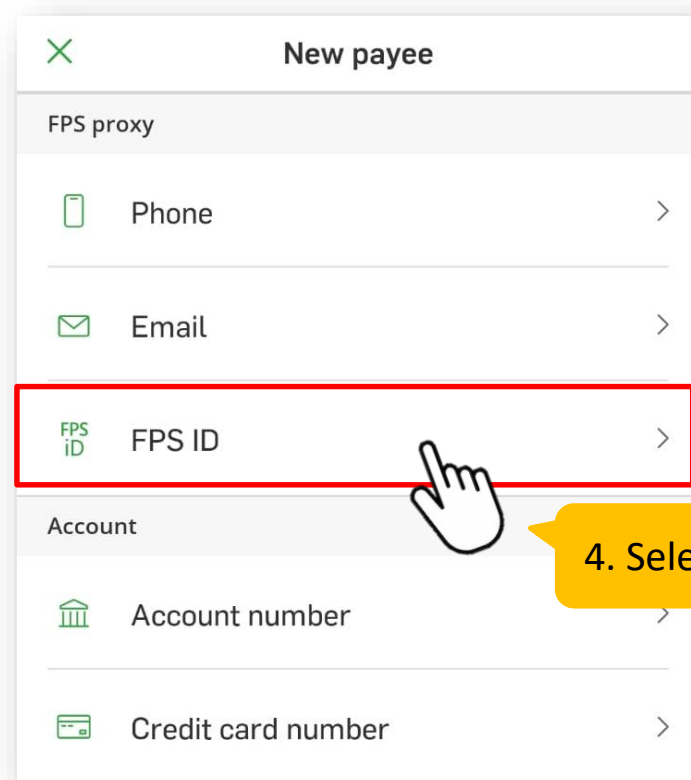 New payee
FPS proxy
Phone
Email
FPS
iD
FPS ID
Account
4. Sele
Account number
Credit card number